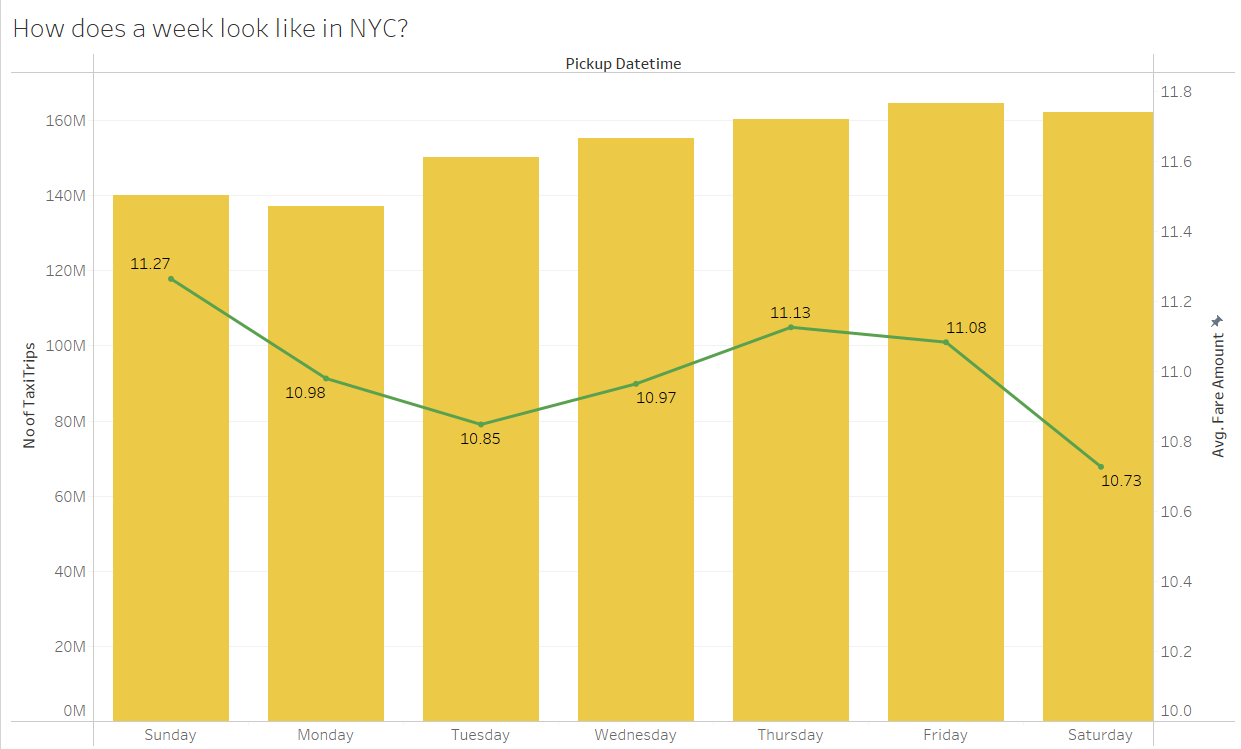 How does a week look like in NYC?
Pickup Datetime
No of TaxiTrips
160M
140M
120M
100M
80M
60M
40M
20M
0M
11.27
10.98
10.85
10.97
11.13
11.08
10.73
11.8
11.6
11.4
11.2
11.0
10.8
10.6
10.4
10.2
10.0
Avg. Fare Amount
Sunday
Monday
Tuesday
Wednesday
Thursday
Friday
Saturday